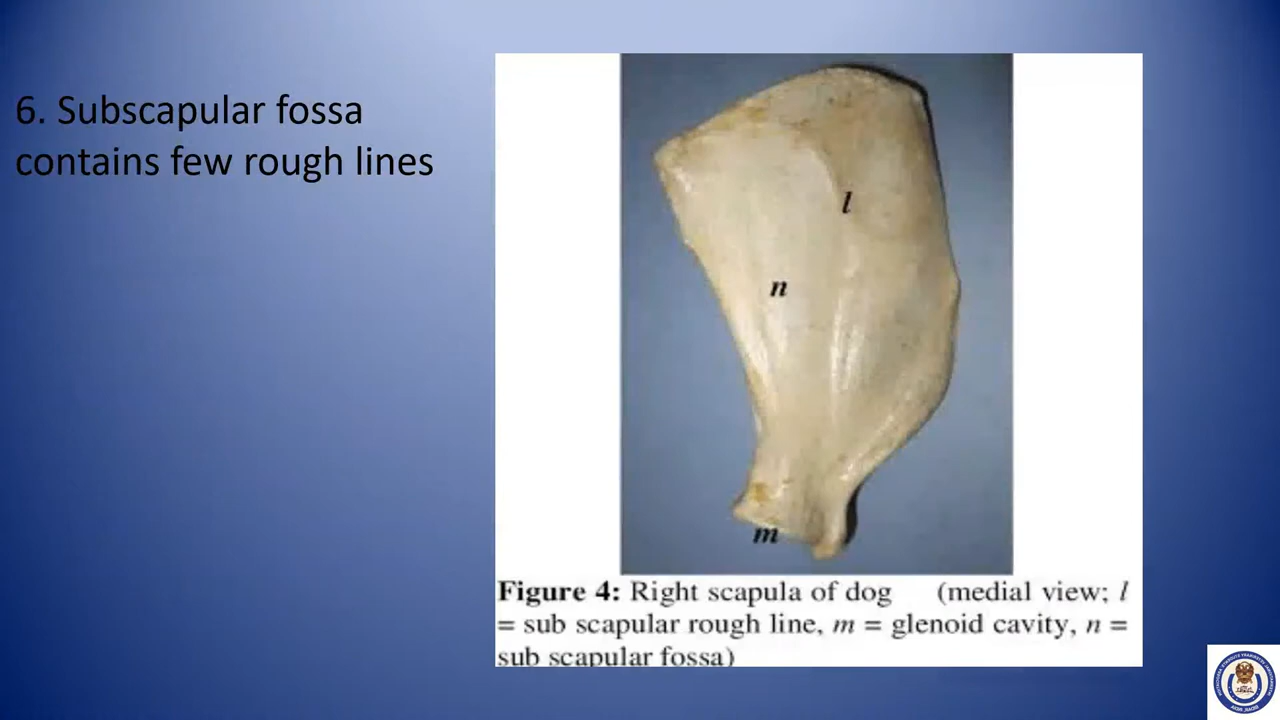 6. Subscapular fossa
contains few rough lines
l
n
m
Figure 4: Right scapula of dog (medial view; l
= sub scapular rough line, m = glenoid cavity, n =
sub scapular fossa)